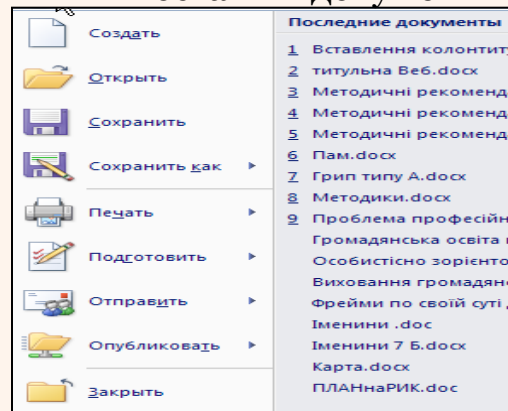 Создать
Открыть
Сохранить
Сохранить как
Печать
Подготовить
Отправить
Опубликовать
Закрыть
Последние документы
1 Вставлення колонтиту
2 титульна Веб.docx
3 Методичні рекоменд
4 Методичні рекоменд
5 Методичні рекоменд
6 Пам.docx
7 Грип типу А.docx
8 Методики.docx
9 Проблема професійн
Громадянська освіта
Особистісно зорієнто
Виховання громадян
Фрейми по своїй суті
Іменини .doc
Іменини 7 Б.docx
Карта.docx
ПЛАНнаРИК.doc